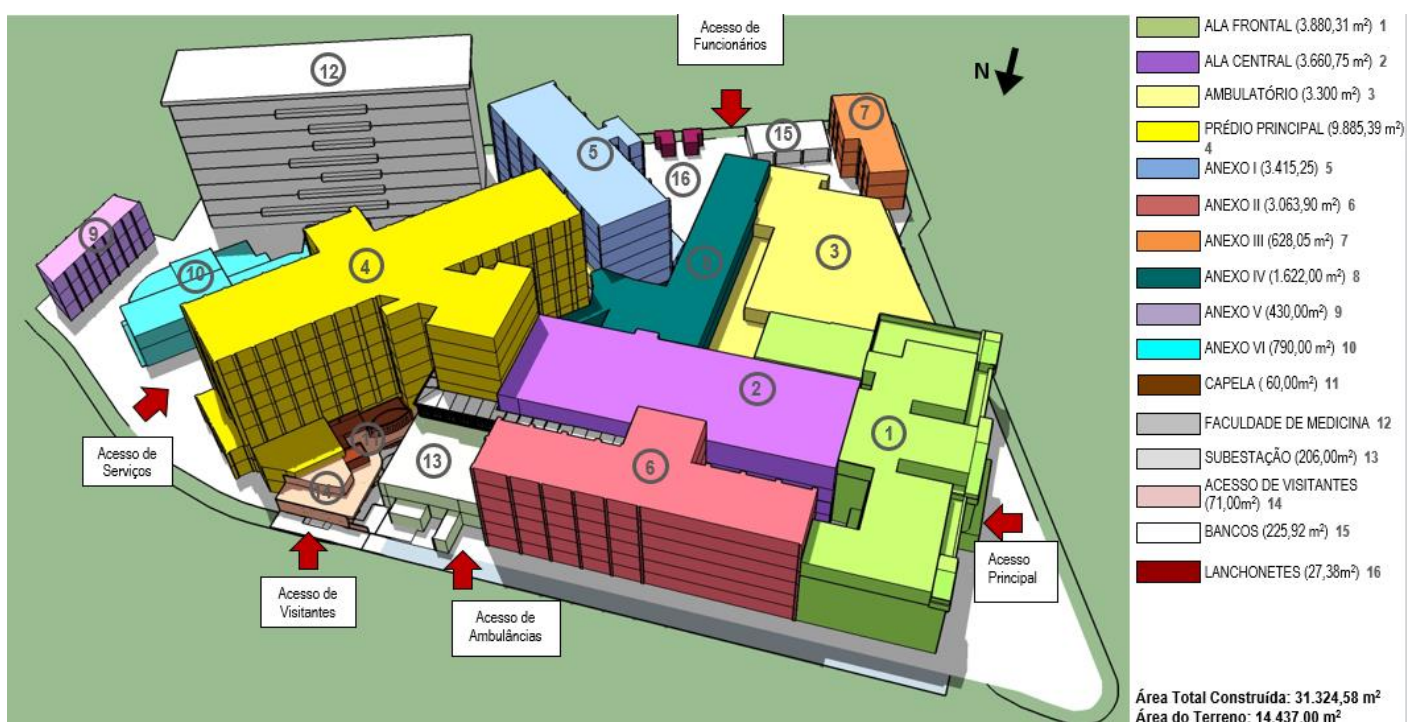 Acesso de
Funcionários
N
12
7
15
5
16
9
3
10
4
8
2
1
11
13
6
14
Acesso de
Serviços
Acesso
Principal
Acesso de
Visitantes
Acesso de
Ambulâncias
ALA FRONTAL (3.880,31 m²) 1
ALA CENTRAL (3.660,75 m²) 2
AMBULATÓRIO (3.300 m²) 3
PRÉDIO PRINCIPAL (9.885,39 m²)
4
ANEXO I (3.415,25) 5
ANEXO II (3.063,90 m²) 6
ANEXO III (628,05 m²) 7
ANEXO IV (1.622,00 m²) 8
ANEXO V (430,00m²) 9
ANEXO VI (790,00 m²) 10
CAPELA ( 60,00m²) 11
FACULDADE DE MEDICINA 12
SUBESTAÇÃO (206,00m²) 13
ACESSO DE VISITANTES
(71,00m²) 14
BANCOS (225,92 m²) 15
LANCHONETES (27,38m²) 16
Área Total Construída: 31.324,58 m²
Área do Terreno: 14.437,00 m²